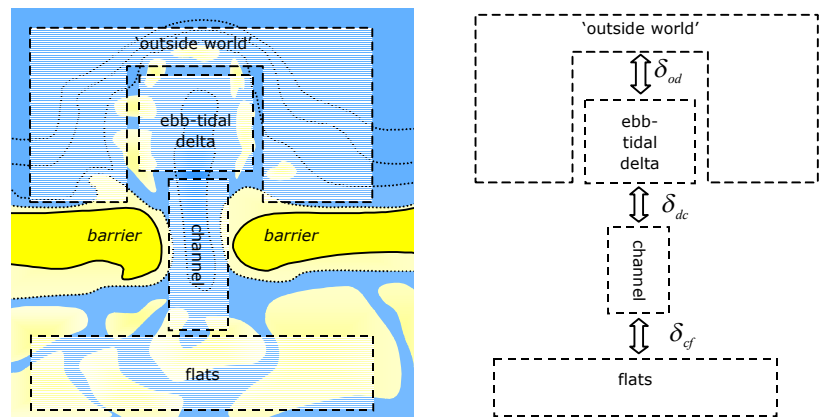 'outside world'
ebb-tidal
delta
barrier
channel
barrier
flats
'outside world'
δod
ebb-
tidal
delta
δdc
channel
δcf
flats